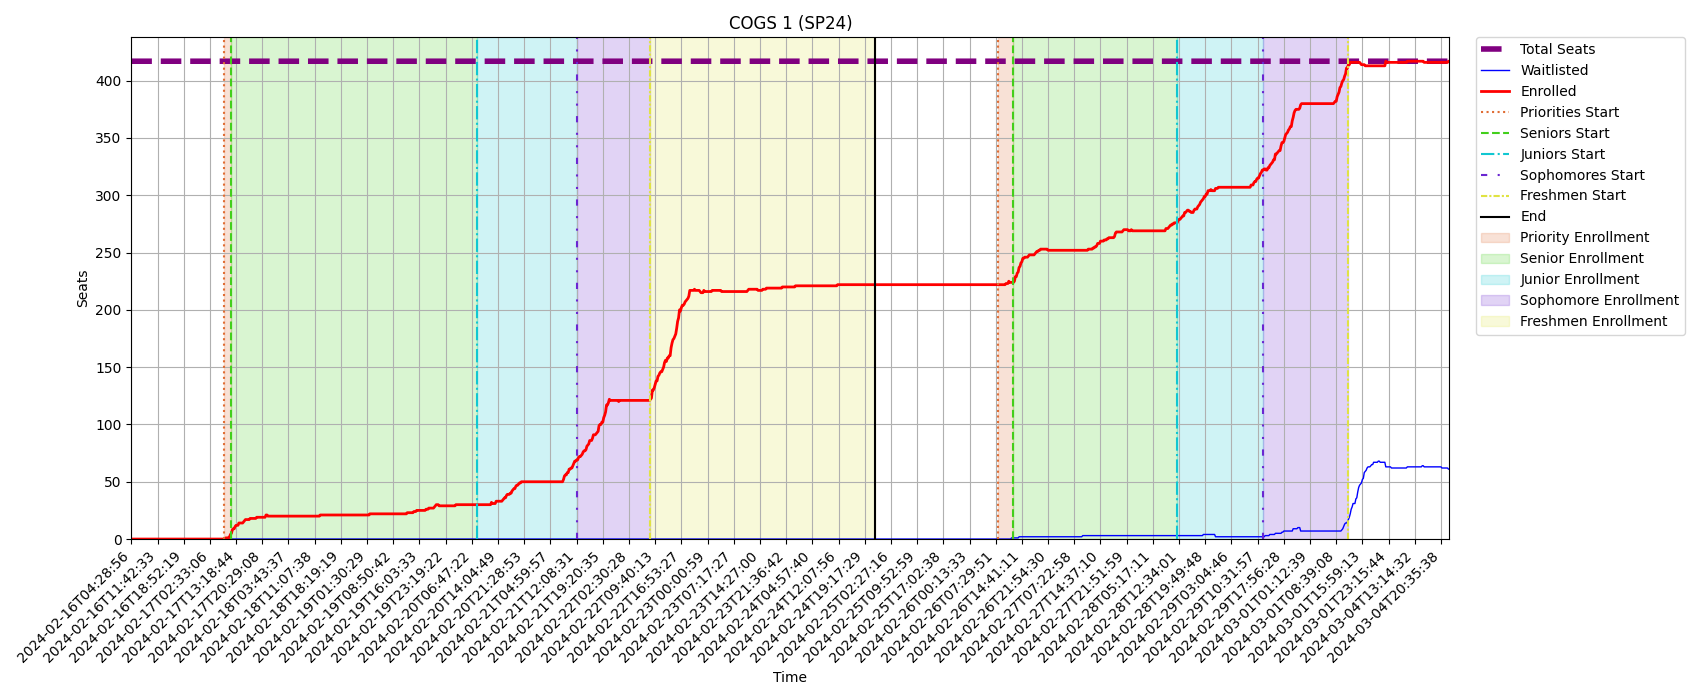 COGS 1 (SP24)
Seats
400
350
300
250
200
150
100
50
0
2024-02-16T04:28:56
2024-02-16T11:42:33
2024-02-16T18:52:19
2024-02-17T02:33:06
2024-02-17T13:18:44
2024-02-17T20:29:08
2024-02-18T03:43:37
2024-02-18T11:07:38
2024-02-18T18:19:19
2024-02-19T01:30:29
2024-02-19T08:50:42
2024-02-19T16:03:33
2024-02-19T23:19:22
2024-02-20T06:47:22
2024-02-20T14:04:49
2024-02-20T21:28:53
2024-02-21T04:59:57
2024-02-21T12:08:31
2024-02-21T19:20:35
2024-02-22T02:30:28
2024-02-22T09:40:13
2024-02-22T16:53:27
2024-02-23T00:00:59
2024-02-23T07:17:27
2024-02-23T14:27:00
2024-02-23T21:36:42
2024-02-24T04:57:40
2024-02-24T12:07:56
2024-02-24T19:17:29
2024-02-25T02:27:16
2024-02-25T09:52:59
2024-02-25T17:02:38
2024-02-26T00:13:33
2024-02-26T07:29:51
2024-02-26T14:41:11
2024-02-26T21:54:30
2024-02-27T07:22:58
2024-02-27T14:37:10
2024-02-27T21:51:59
2024-02-28T05:17:11
2024-02-28T12:34:01
2024-02-28T19:49:48
2024-02-29T03:04:46
2024-02-29T10:31:57
2024-02-29T17:56:28
2024-03-01T01:12:39
2024-03-01T08:39:08
2024-03-01T15:59:13
2024-03-01T23:15:44
2024-03-04T13:14:32
2024-03-04T20:35:38
Time
Total Seats
Waitlisted
Enrolled
Priorities Start
Seniors Start
Juniors Start
Sophomores Start
Freshmen Start
End
Priority Enrollment
Senior Enrollment
Junior Enrollment
Sophomore Enrollment
Freshmen Enrollment